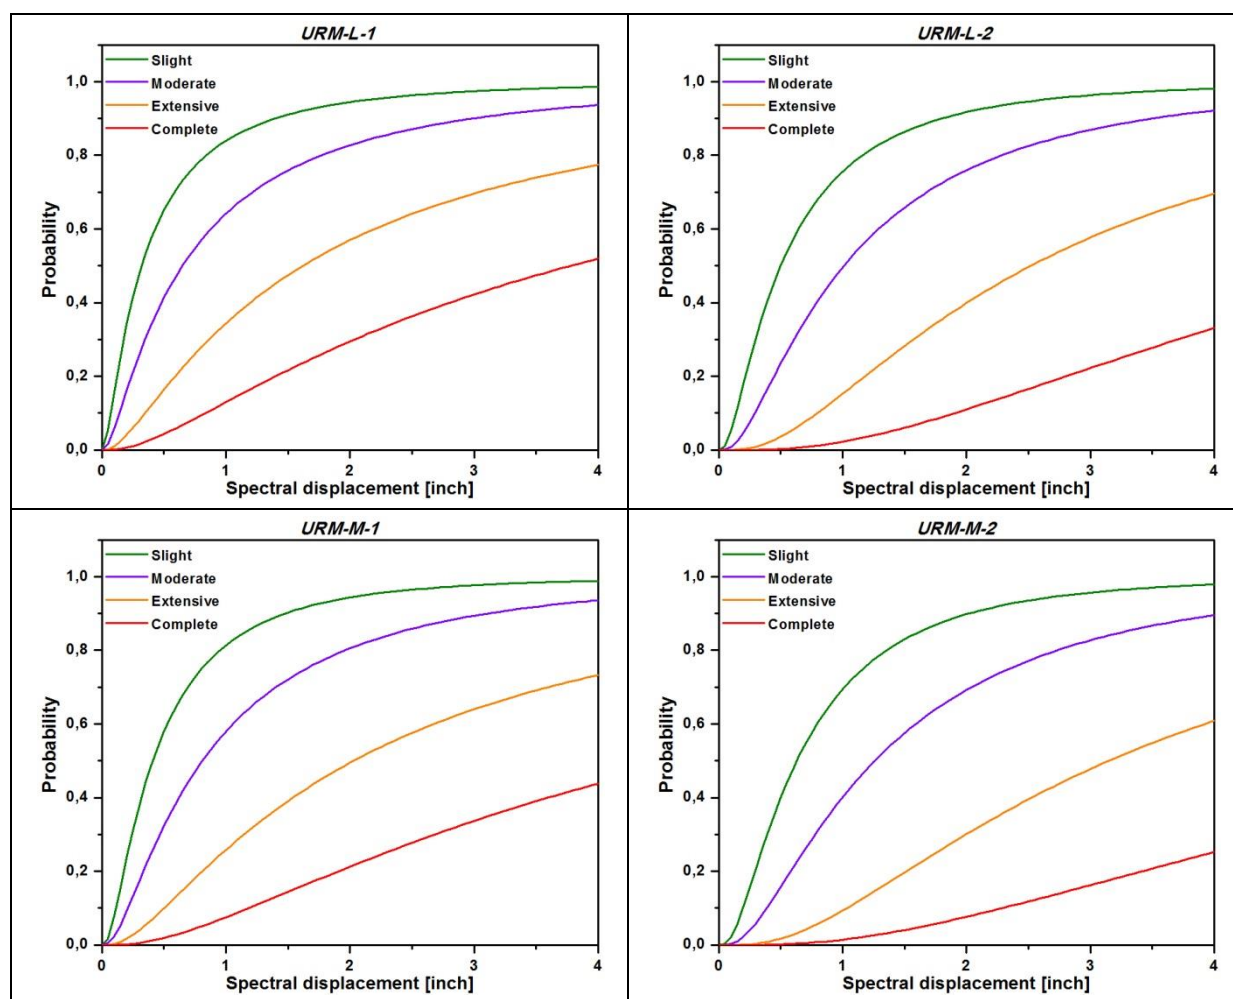 URM-L-1
Slight
Moderate
Extensive
Complete
1,0
0,8
0,6
0,4
0,2
0,0
Probability
0 1 2 3 4
Spectral displacement [inch]
URM-L-2
Slight
Moderate
Extensive
Complete
1,0
0,8
0,6
0,4
0,2
0,0
Probability
0 1 2 3 4
Spectral displacement [inch]
URM-M-1
Slight
Moderate
Extensive
Complete
1,0
0,8
0,6
0,4
0,2
0,0
Probability
0 1 2 3 4
Spectral displacement [inch]
URM-M-2
Slight
Moderate
Extensive
Complete
1,0
0,8
0,6
0,4
0,2
0,0
Probability
0 1 2 3 4
Spectral displacement [inch]